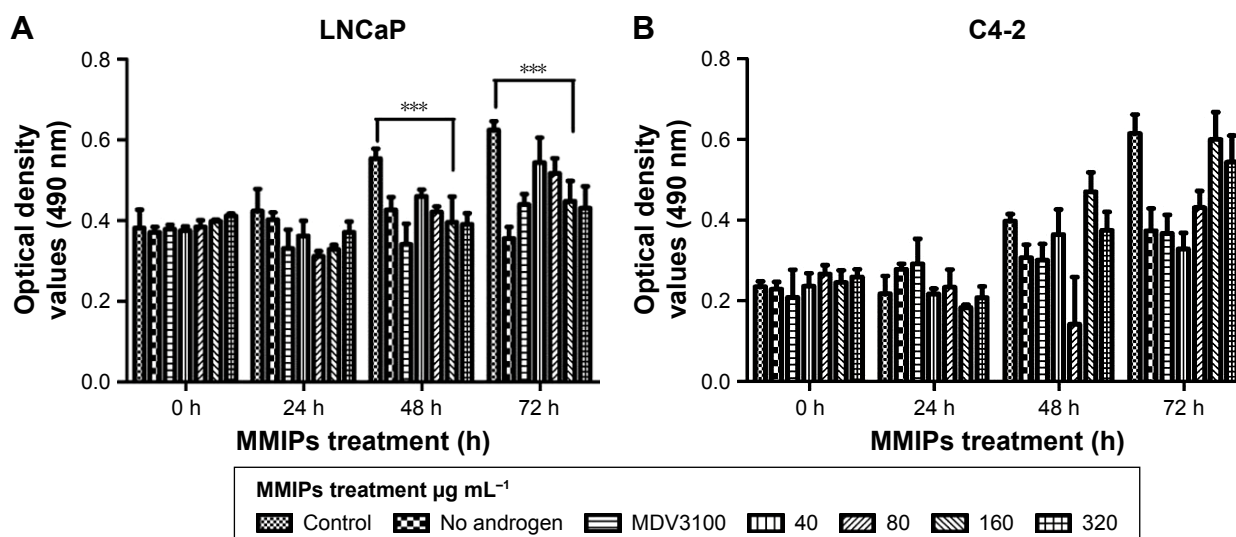 A
LNCaP
0.8
0.6
0.4
0.2
0.0
Optical density
values (490 nm)
***
***
0 h
24 h
48 h
72 h
MMIPs treatment (h)
B
C4-2
0.8
0.6
0.4
0.2
0.0
Optical density
values (490 nm)
0 h
24 h
48 h
72 h
MMIPs treatment (h)
MMIPs treatment µg mL⁻¹
Control No androgen MDV3100 40 80 160 320